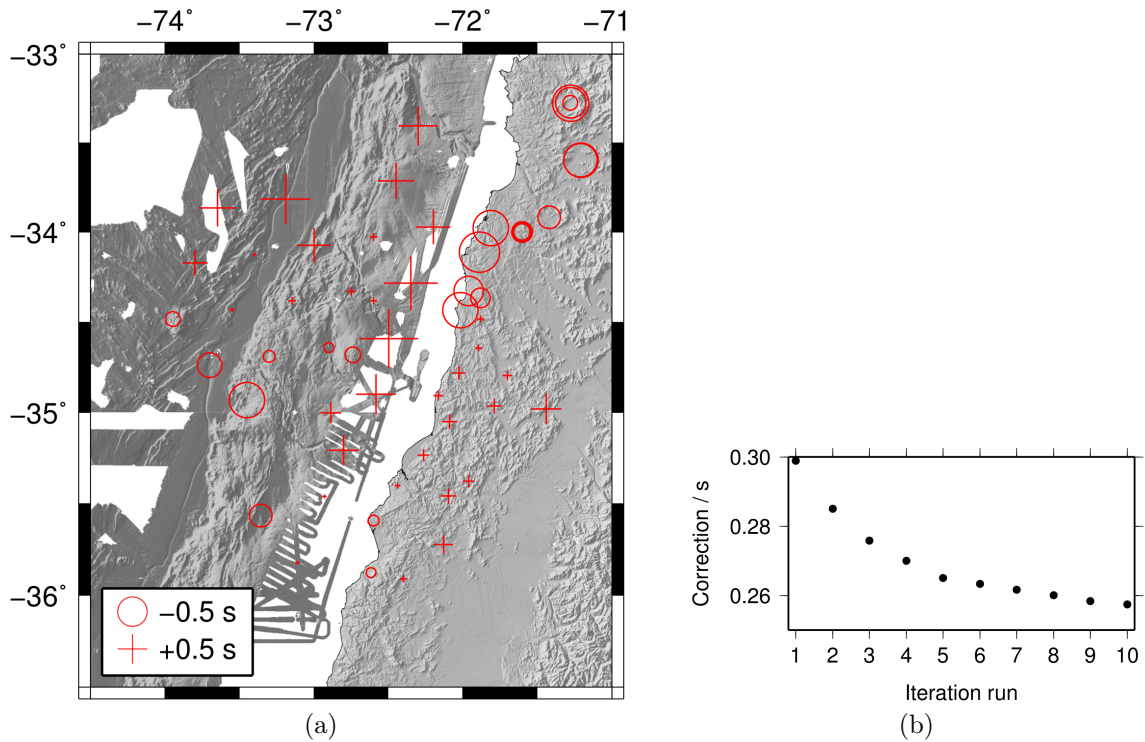 −74˚ −73˚ −72˚ −71
−33˚
−34˚
−35˚
−36˚
−0.5 s
+0.5 s
(a)
0.30
0.28
0.26
Correction / s
1 2 3 4 5 6 7 8 9 10
Iteration run
(b)